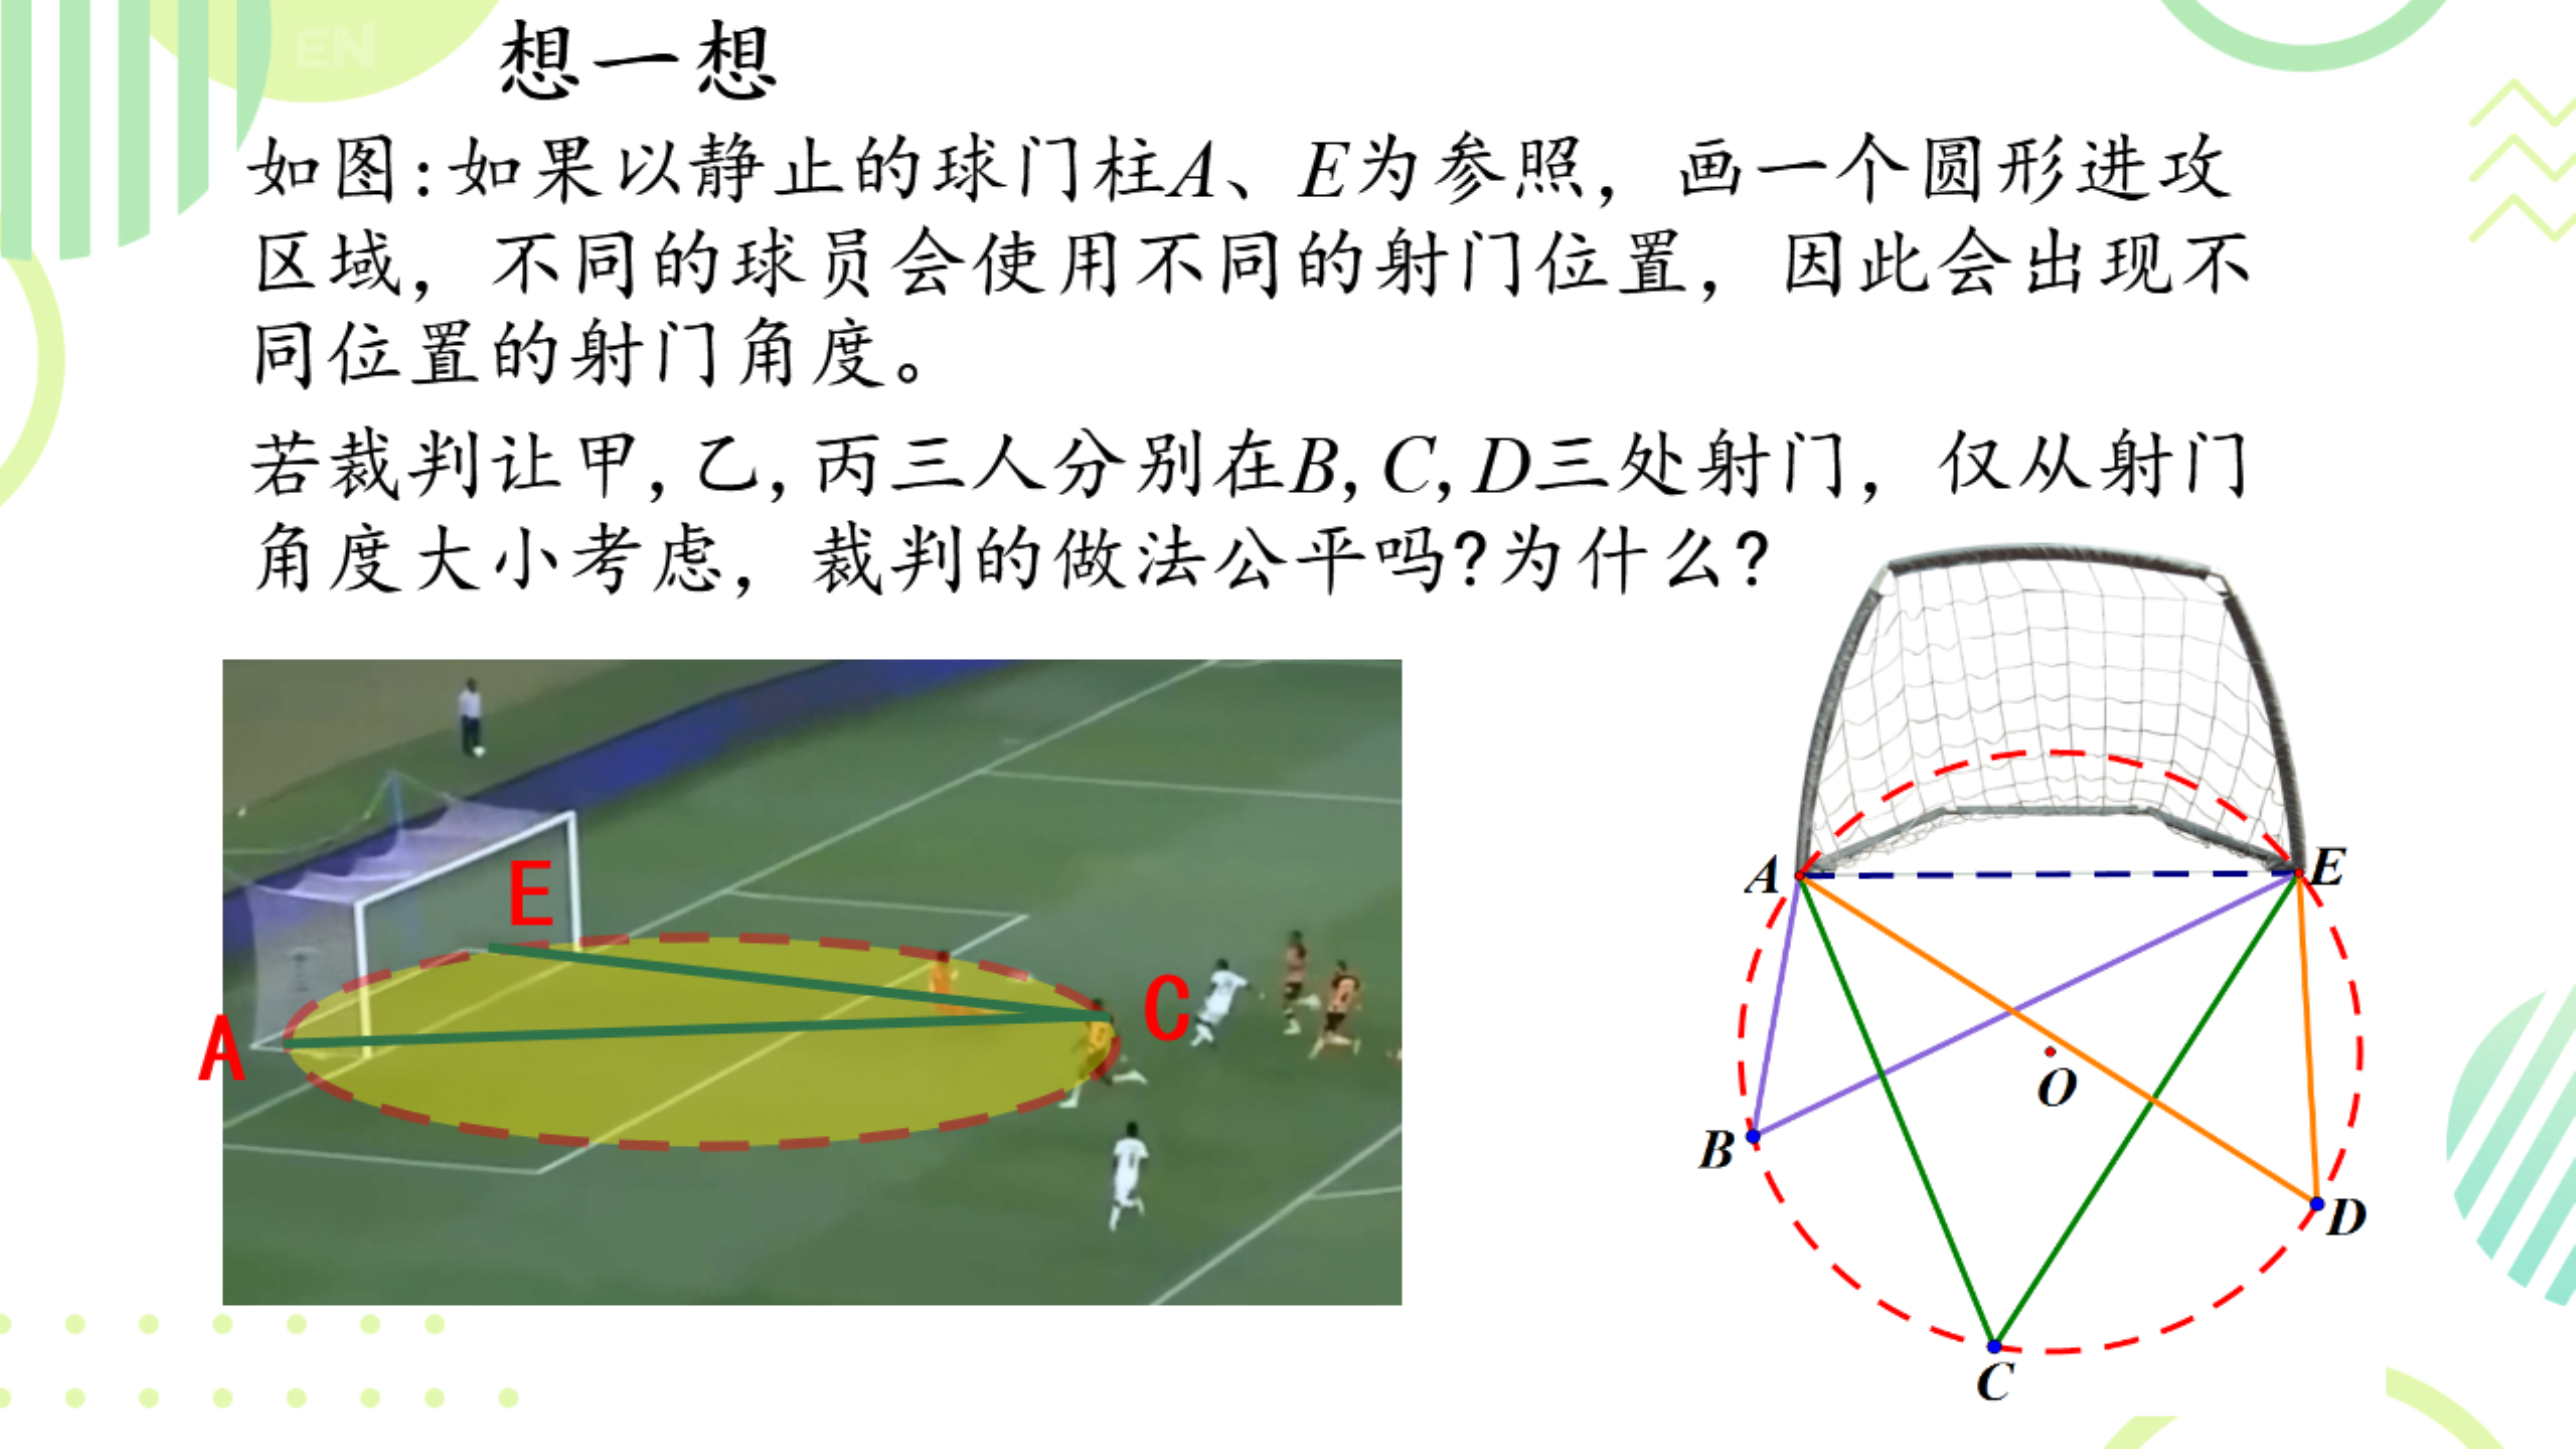 EN
想一想
如图:如果以静止的球门柱A、E为参照，画一个圆形进攻
区域，不同的球员会使用不同的射门位置，因此会出现不
同位置的射门角度。
若裁判让甲,乙,丙三人分别在B,C,D三处射门，仅从射门
角度大小考虑，裁判的做法公平吗?为什么?
E
C
A
A
E
O
B
D
C